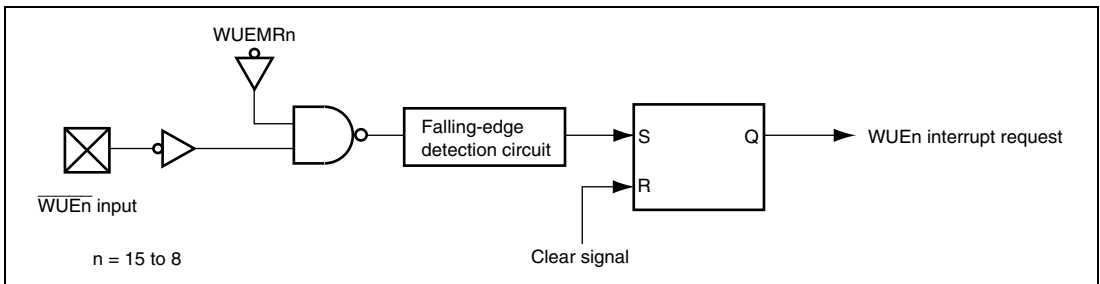 WUEMRn
Falling-edge
detection circuit
S
Q
WUEn interrupt request
R
WUEn input
Clear signal
n = 15 to 8